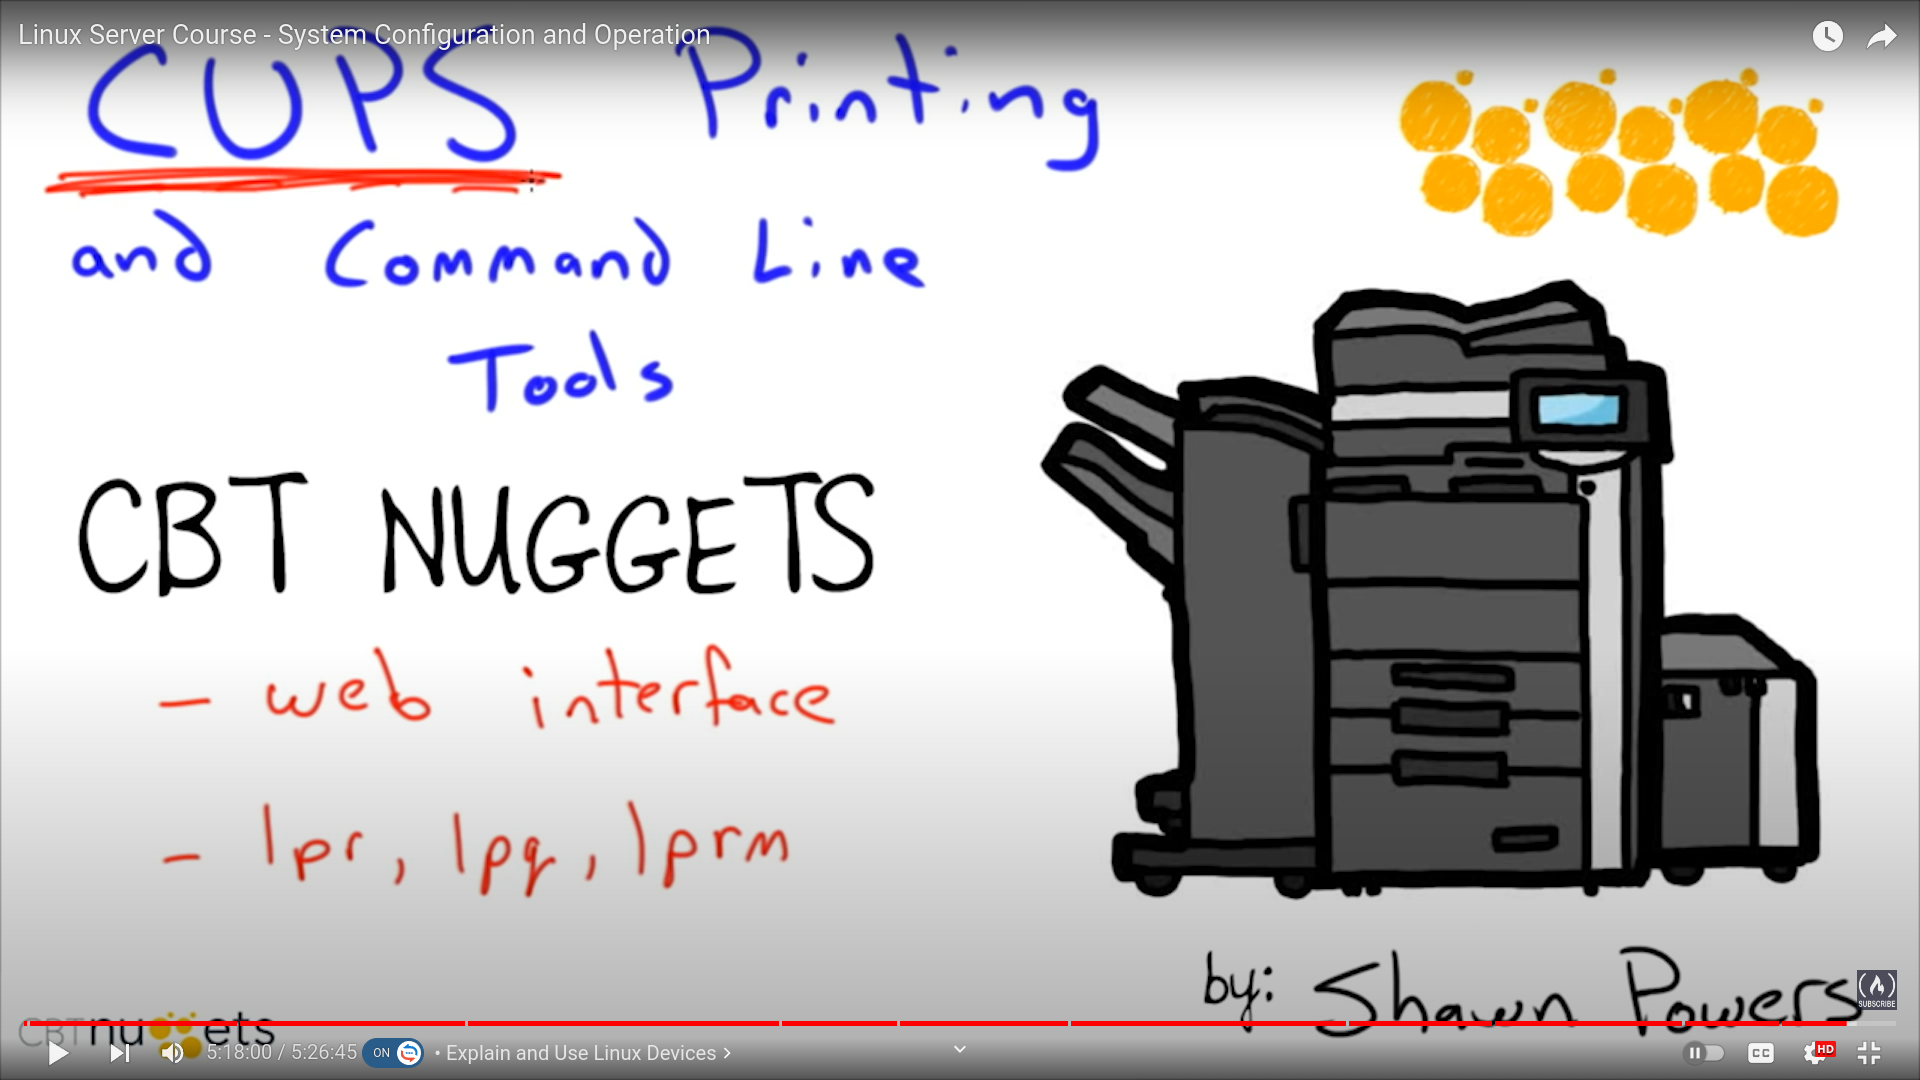 Linux Server Course - System Configuration and Operation
CUPS Printing
and Command Line
Tools
CBT NUGGETS
- web interface
- lpr, lpq, lprm
by: Shawn Powers
SUBSCRIBE
CBTnuggets
5:18:00 / 5:26:45 ON • Explain and Use Linux Devices CC HD